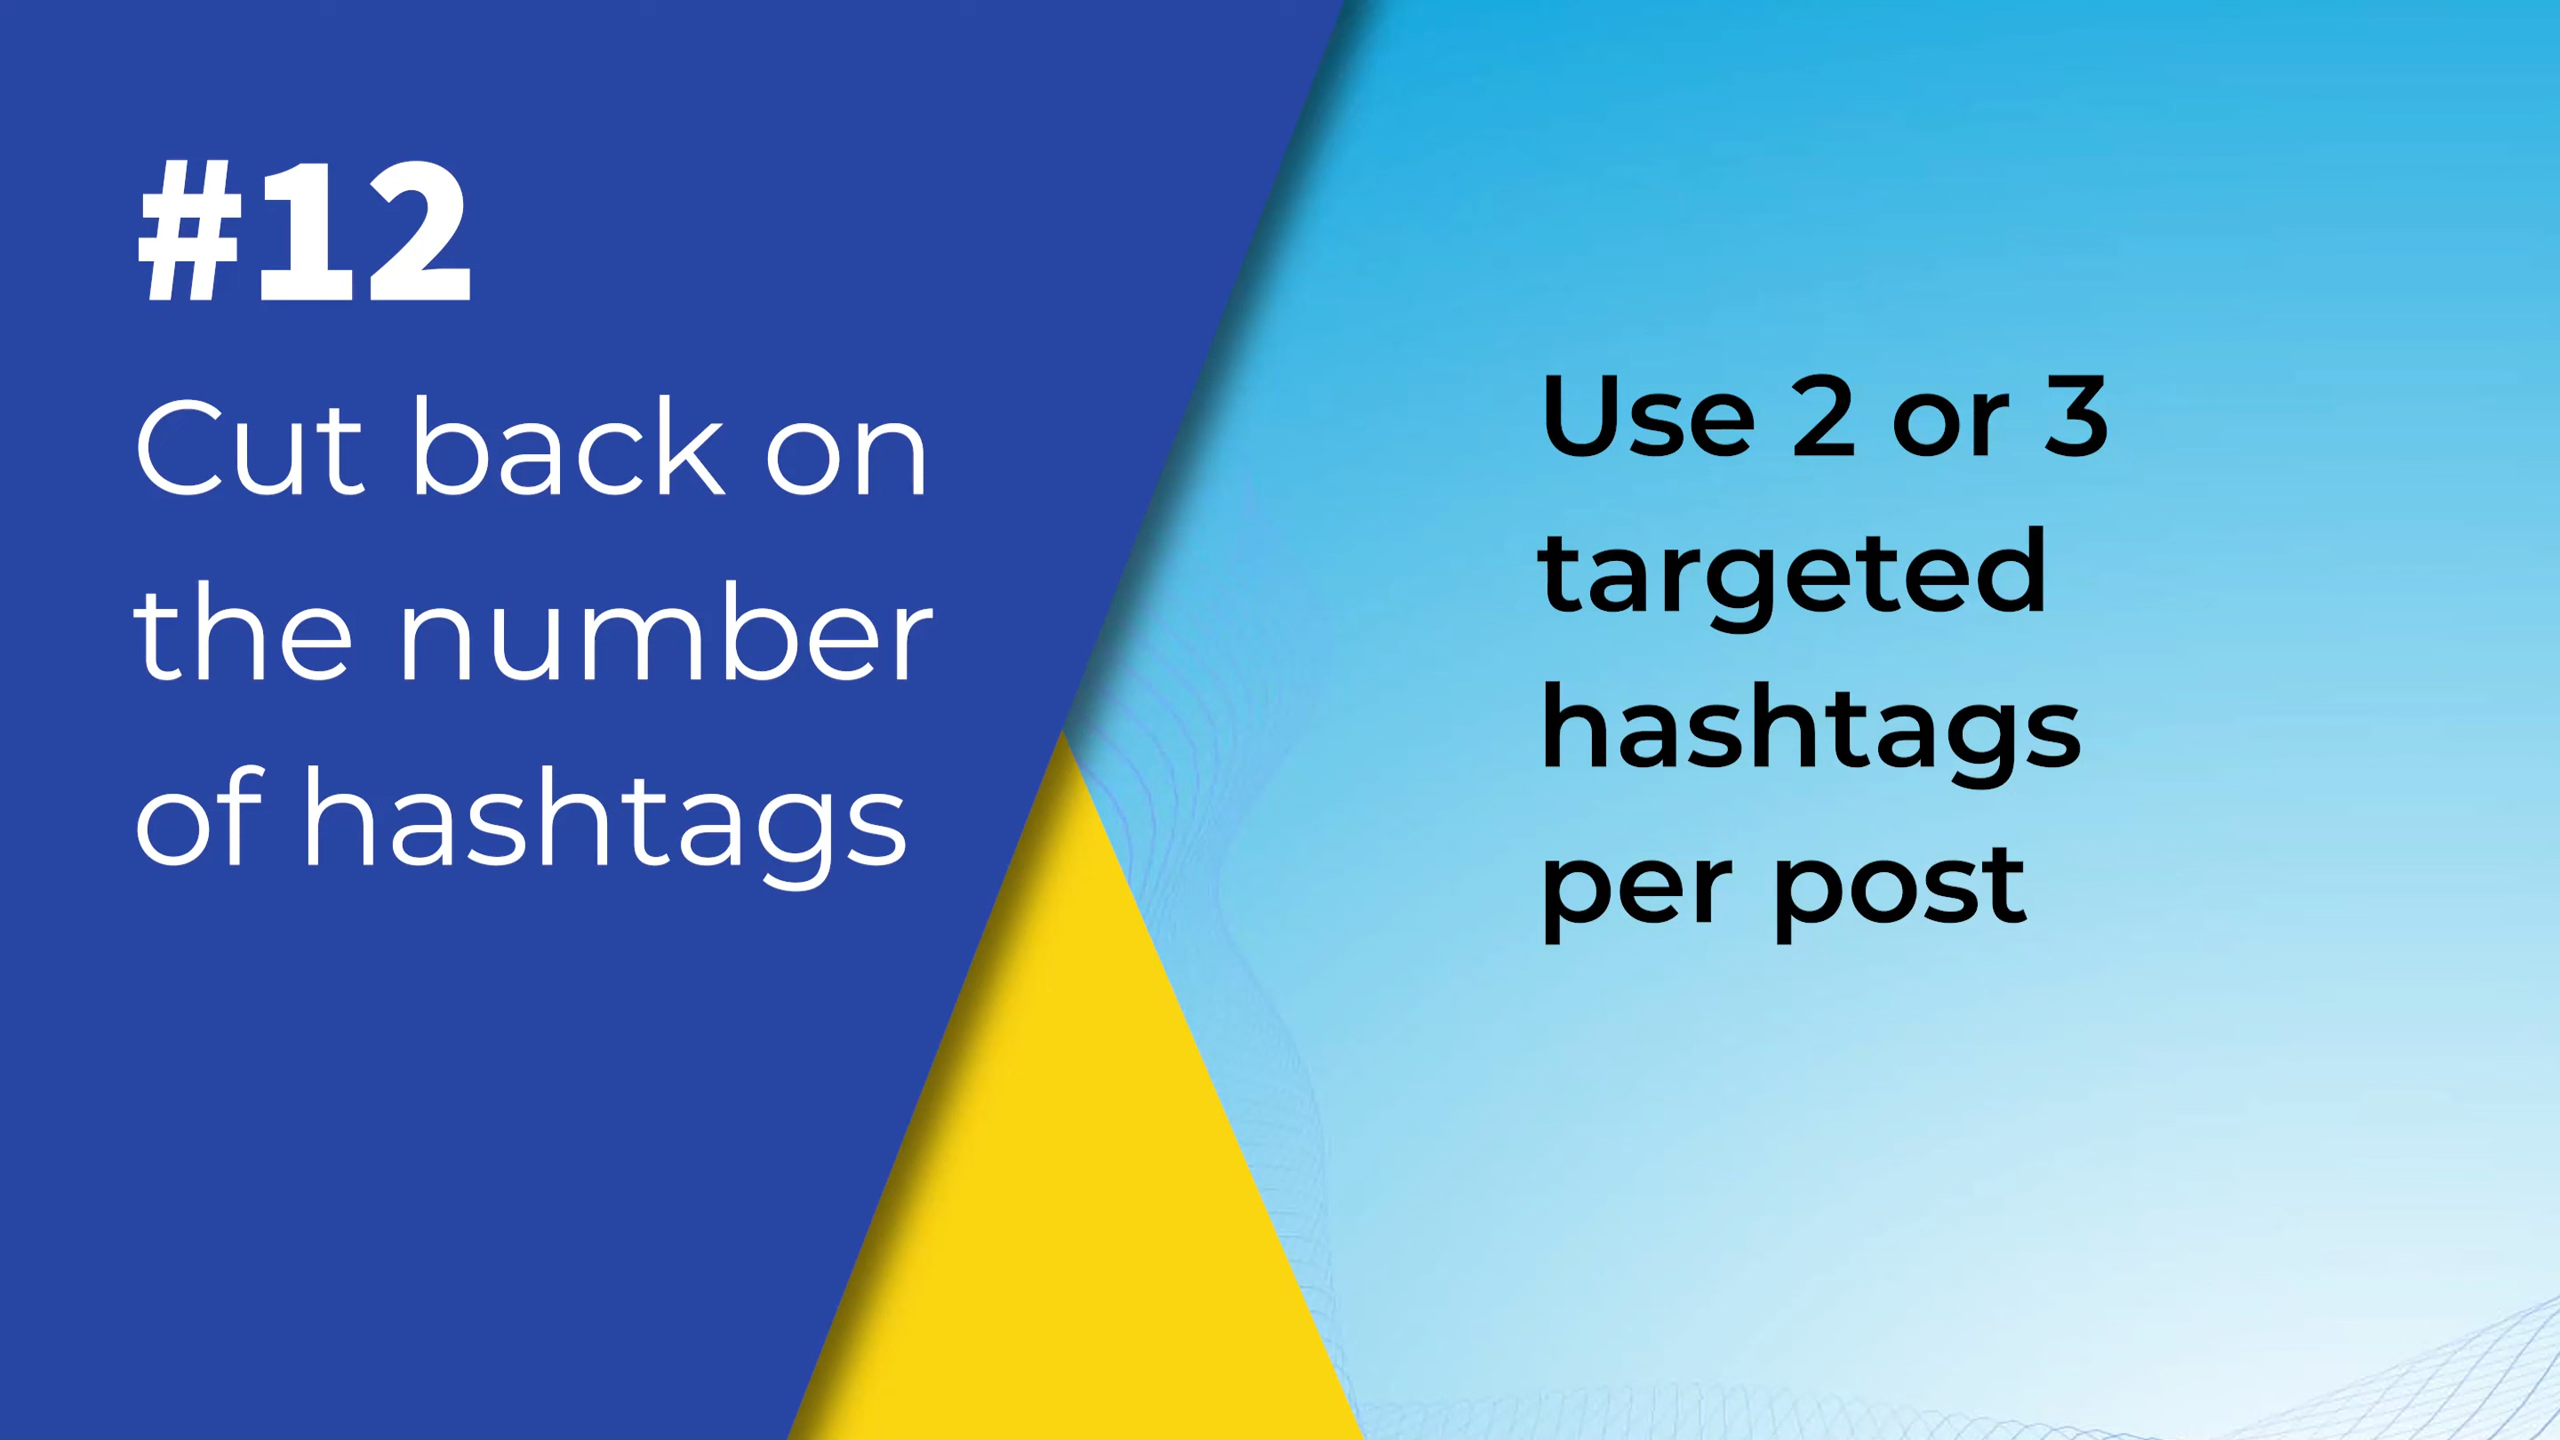 #12
Cut back on
the number
of hashtags
Use 2 or 3
targeted
hashtags
per post